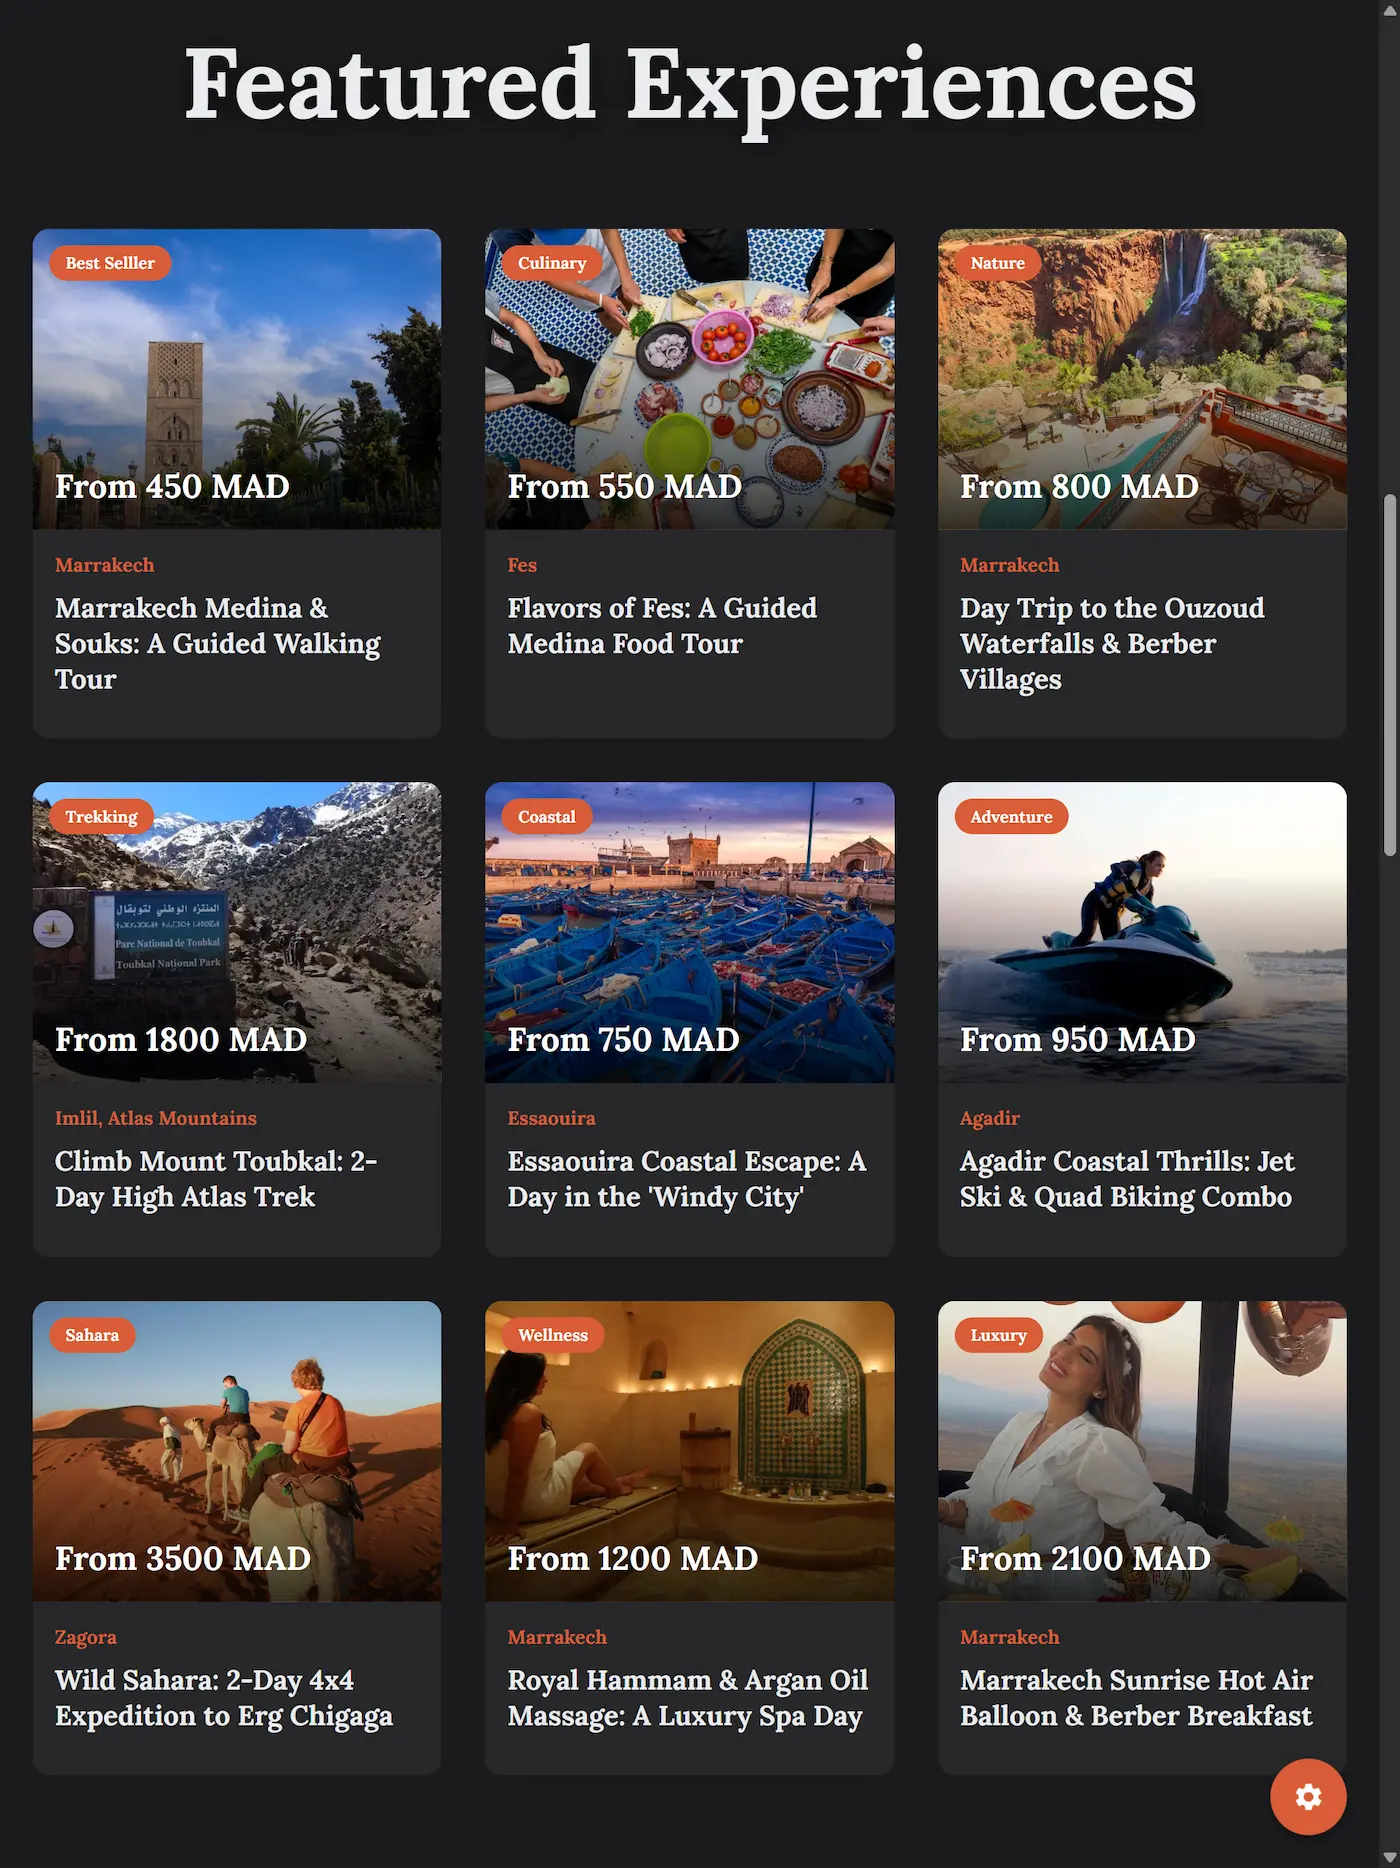 Featured Experiences
Best Selller
From 450 MAD
Marrakech
Marrakech Medina &
Souks: A Guided Walking
Tour
Culinary
From 550 MAD
Fes
Flavors of Fes: A Guided
Medina Food Tour
Nature
From 800 MAD
Marrakech
Day Trip to the Ouzoud
Waterfalls & Berber
Villages
Trekking
المنتزه الوطني لتوبقال
Parc National de Toubkal
Toubkal National Park
From 1800 MAD
Imlil, Atlas Mountains
Climb Mount Toubkal: 2-
Day High Atlas Trek
Coastal
From 750 MAD
Essaouira
Essaouira Coastal Escape: A
Day in the 'Windy City'
Adventure
From 950 MAD
Agadir
Agadir Coastal Thrills: Jet
Ski & Quad Biking Combo
Sahara
From 3500 MAD
Zagora
Wild Sahara: 2-Day 4x4
Expedition to Erg Chigaga
Wellness
From 1200 MAD
Marrakech
Royal Hammam & Argan Oil
Massage: A Luxury Spa Day
Luxury
From 2100 MAD
Marrakech
Marrakech Sunrise Hot Air
Balloon & Berber Breakfast